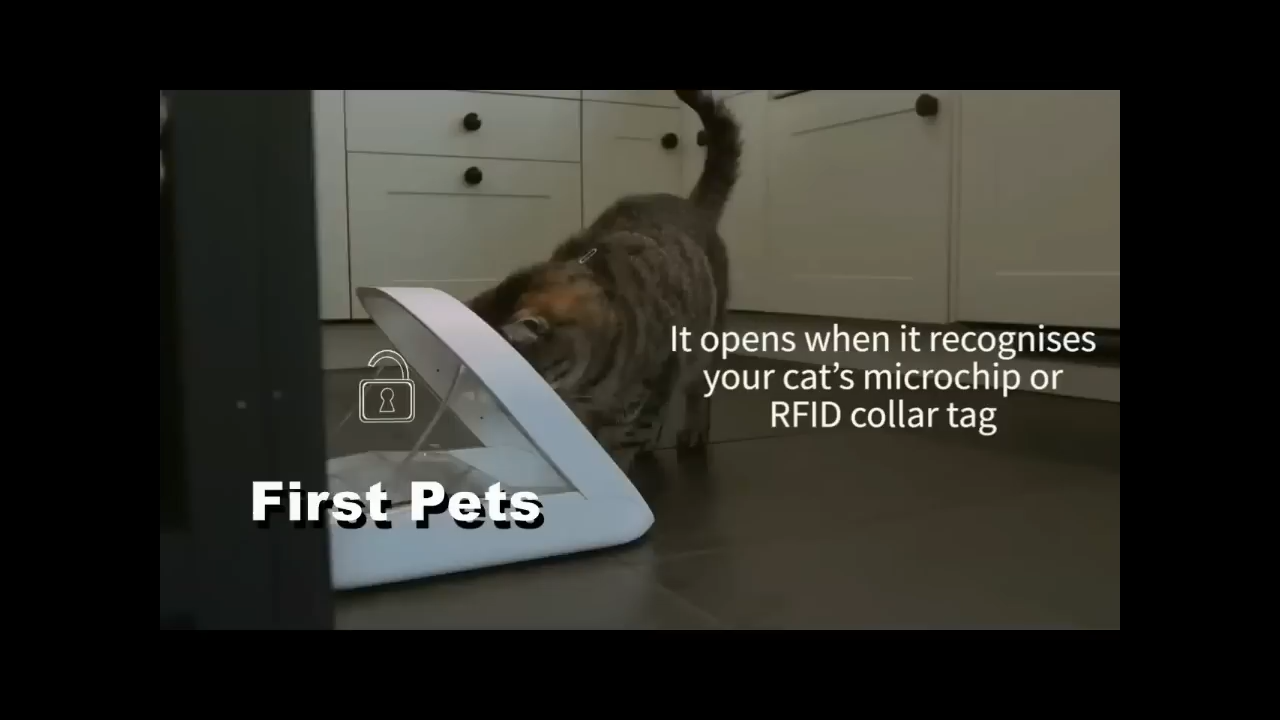 It opens when it recognises
your cat's microchip or
RFID collar tag
First Pets